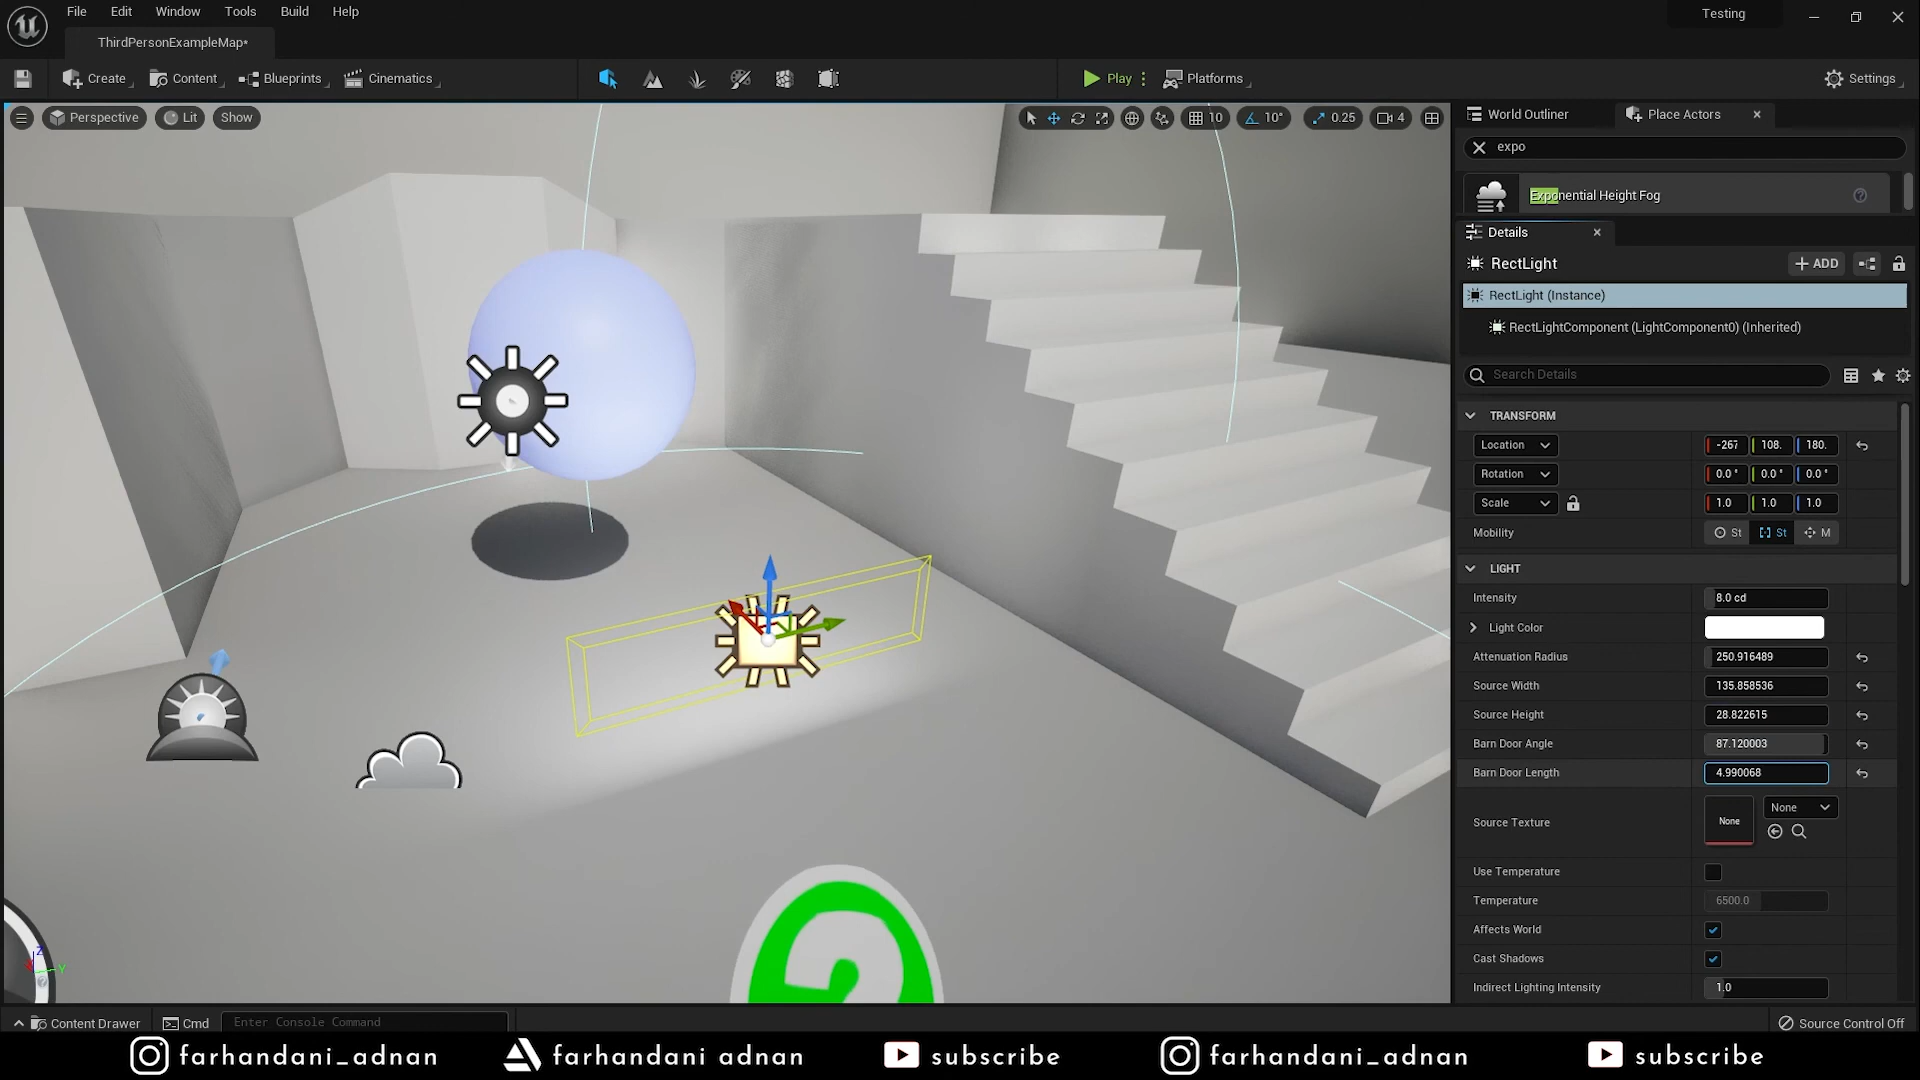 File Edit Window Tools Build Help
Testing
ThirdPersonExampleMap*
Create Content Blueprints Cinematics
Play Platforms
Settings
Perspective Lit Show
10 10° 0.25 4
World Outliner Place Actors
expo
Exponential Height Fog
Details
RectLight
ADD
RectLight (Instance)
RectLightComponent (LightComponent0) (Inherited)
Search Details
TRANSFORM
Location -267 108. 180.
Rotation 0.0 ° 0.0 ° 0.0 °
Scale 1.0 1.0 1.0
Mobility St St M
LIGHT
Intensity 8.0 cd
Light Color
Attenuation Radius 250.916489
Source Width 135.858536
Source Height 28.822615
Barn Door Angle 87.120003
Barn Door Length 4.990068
Source Texture None None
Use Temperature
Temperature 6500.0
Affects World
Cast Shadows
Indirect Lighting Intensity 1.0
Z
X
Y
?
Content Drawer Cmd Enter Console Command
Source Control Off
farhandani_adnan farhandani adnan subscribe farhandani_adnan subscribe